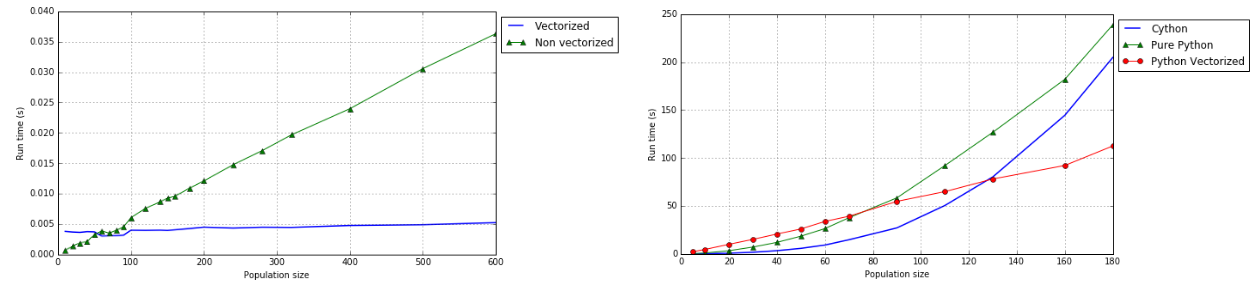 0.040
0.035
0.030
0.025
0.020
0.015
0.010
0.005
0.000
Run time (s)
0 100 200 300 400 500 600
Population size
Vectorized
Non vectorized
250
200
150
100
50
0
Run time (s)
0 20 40 60 80 100 120 140 160 180
Population size
Cython
Pure Python
Python Vectorized